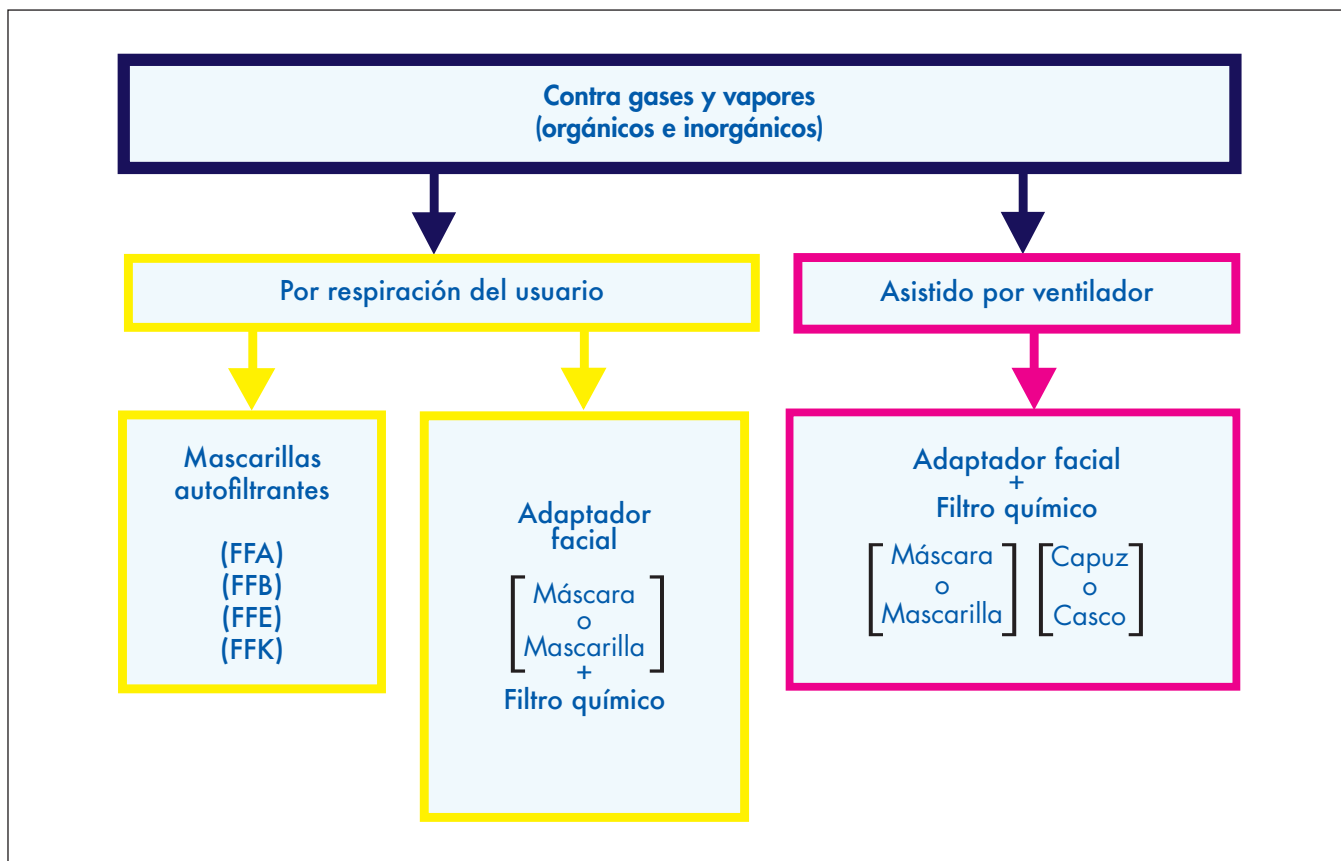 Contra gases y vapores
(orgánicos e inorgánicos)
Por respiración del usuario
Asistido por ventilador
Mascarillas
autofiltrantes
(FFA)
(FFB)
(FFE)
(FFK)
Adaptador
facial
Máscara
o
Mascarilla
+
Filtro químico
Adaptador facial
+
Filtro químico
Máscara
o
Mascarilla
Capuz
o
Casco